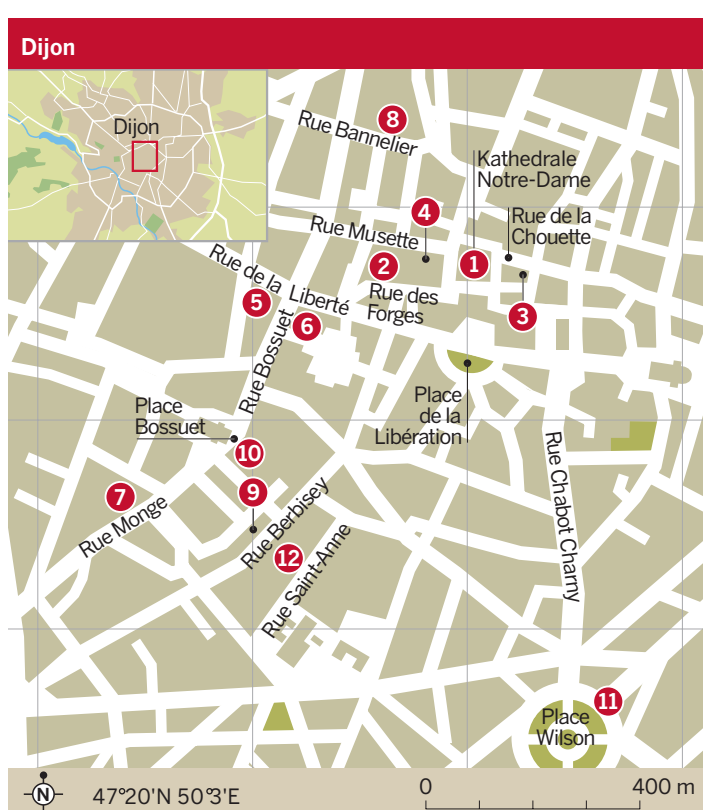 Dijon
Dijon
8
Rue Bannelier
Kathedrale
Notre-Dame
4
Rue de la
Chouette
Rue Musette
1
2
Rue de la Liberté
Rue des
Forges
5
3
6
Rue Bossuet
Place
de la
Libération
Place
Bossuet
10
Rue Chabot Charny
9
7
Rue Berbisey
Rue Monge
12
Rue Saint-Anne
11
Place
Wilson
N
47°20'N 50°3'E
0
400 m